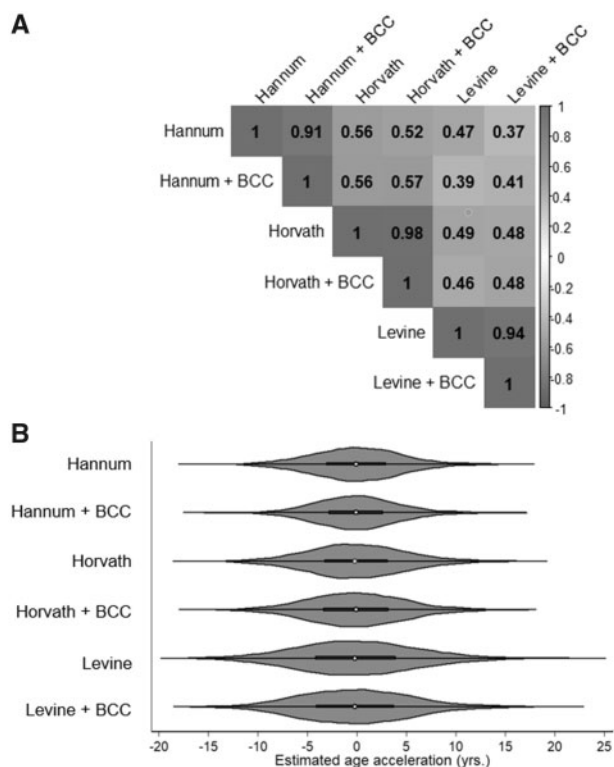 A
Hannum
Hannum + BCC
Horvath
Horvath + BCC
Levine
Levine + BCC
Hannum 1 0.91 0.56 0.52 0.47 0.37
Hannum + BCC 1 0.56 0.57 0.39 0.41
Horvath 1 0.98 0.49 0.48
Horvath + BCC 1 0.46 0.48
Levine 1 0.94
Levine + BCC 1
1
0.8
0.6
0.4
0.2
0
-0.2
-0.4
-0.6
-0.8
-1
B
Hannum
Hannum + BCC
Horvath
Horvath + BCC
Levine
Levine + BCC
-20 -15 -10 -5 0 5 10 15 20 25
Estimated age acceleration (yrs.)